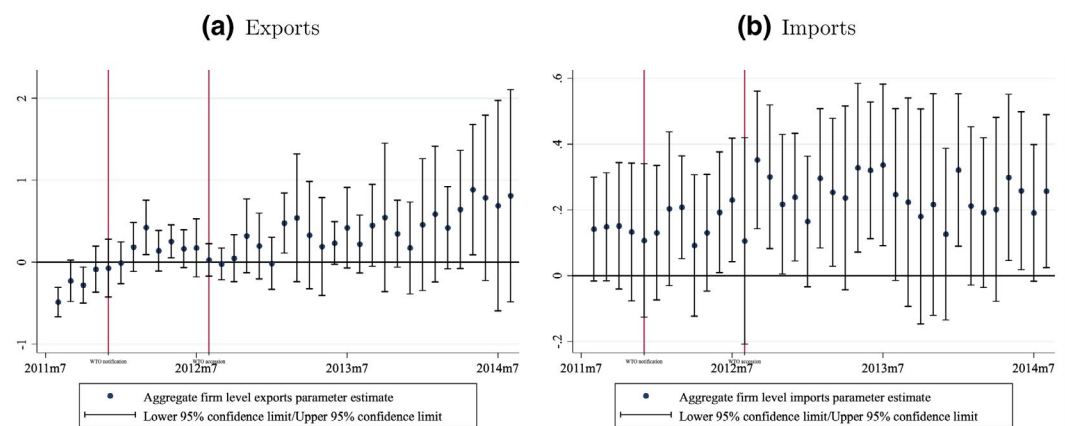 (a) Exports
2
1
0
-1
2011m7
WTO notification
2012m7
WTO accession
2013m7
2014m7
Aggregate firm level exports parameter estimate
Lower 95% confidence limit/Upper 95% confidence limit
(b) Imports
.6
.4
.2
0
-.2
2011m7
WTO notification
2012m7
WTO accession
2013m7
2014m7
Aggregate firm level imports parameter estimate
Lower 95% confidence limit/Upper 95% confidence limit